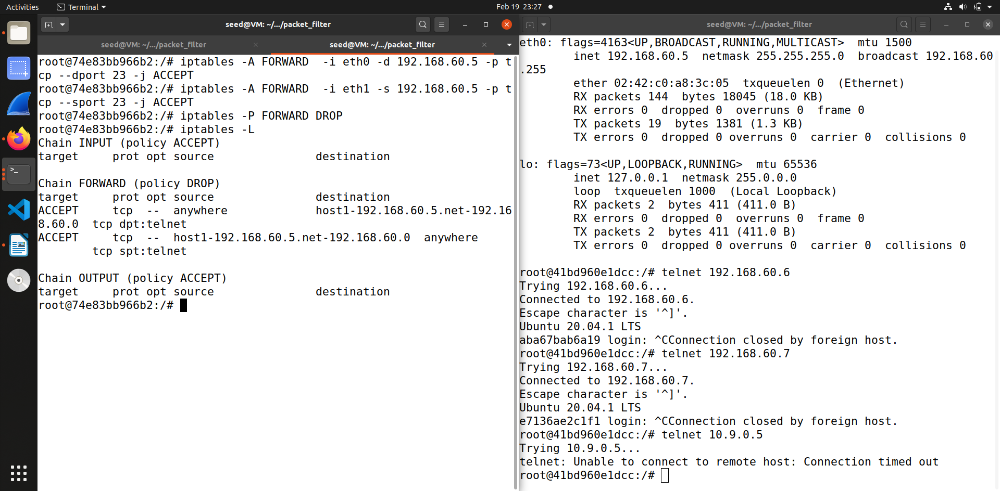 Activities
Terminal
Feb 19 23:27
seed@VM: ~/.../packet_filter
seed@VM: ~/.../packet_filter
seed@VM: ~/.../packet_filter
root@74e83bb966b2:/# iptables -A FORWARD  -i eth0 -d 192.168.60.5 -p t
cp --dport 23 -j ACCEPT
root@74e83bb966b2:/# iptables -A FORWARD  -i eth1 -s 192.168.60.5 -p t
cp --sport 23 -j ACCEPT
root@74e83bb966b2:/# iptables -P FORWARD DROP
root@74e83bb966b2:/# iptables -L
Chain INPUT (policy ACCEPT)
target     prot opt source               destination

Chain FORWARD (policy DROP)
target     prot opt source               destination
ACCEPT     tcp  --  anywhere             host1-192.168.60.5.net-192.16
8.60.0  tcp dpt:telnet
ACCEPT     tcp  --  host1-192.168.60.5.net-192.168.60.0  anywhere
        tcp spt:telnet

Chain OUTPUT (policy ACCEPT)
target     prot opt source               destination
root@74e83bb966b2:/#
seed@VM: ~/.../packet_filter
eth0: flags=4163<UP,BROADCAST,RUNNING,MULTICAST>  mtu 1500
        inet 192.168.60.5  netmask 255.255.255.0  broadcast 192.168.60
.255
        ether 02:42:c0:a8:3c:05  txqueuelen 0  (Ethernet)
        RX packets 144  bytes 18045 (18.0 KB)
        RX errors 0  dropped 0  overruns 0  frame 0
        TX packets 19  bytes 1381 (1.3 KB)
        TX errors 0  dropped 0 overruns 0  carrier 0  collisions 0

lo: flags=73<UP,LOOPBACK,RUNNING>  mtu 65536
        inet 127.0.0.1  netmask 255.0.0.0
        loop  txqueuelen 1000  (Local Loopback)
        RX packets 2  bytes 411 (411.0 B)
        RX errors 0  dropped 0  overruns 0  frame 0
        TX packets 2  bytes 411 (411.0 B)
        TX errors 0  dropped 0 overruns 0  carrier 0  collisions 0

root@41bd960e1dcc:/# telnet 192.168.60.6
Trying 192.168.60.6...
Connected to 192.168.60.6.
Escape character is '^]'.
Ubuntu 20.04.1 LTS
aba67bab6a19 login: ^CConnection closed by foreign host.
root@41bd960e1dcc:/# telnet 192.168.60.7
Trying 192.168.60.7...
Connected to 192.168.60.7.
Escape character is '^]'.
Ubuntu 20.04.1 LTS
e7136ae2c1f1 login: ^CConnection closed by foreign host.
root@41bd960e1dcc:/# telnet 10.9.0.5
Trying 10.9.0.5...
telnet: Unable to connect to remote host: Connection timed out
root@41bd960e1dcc:/#